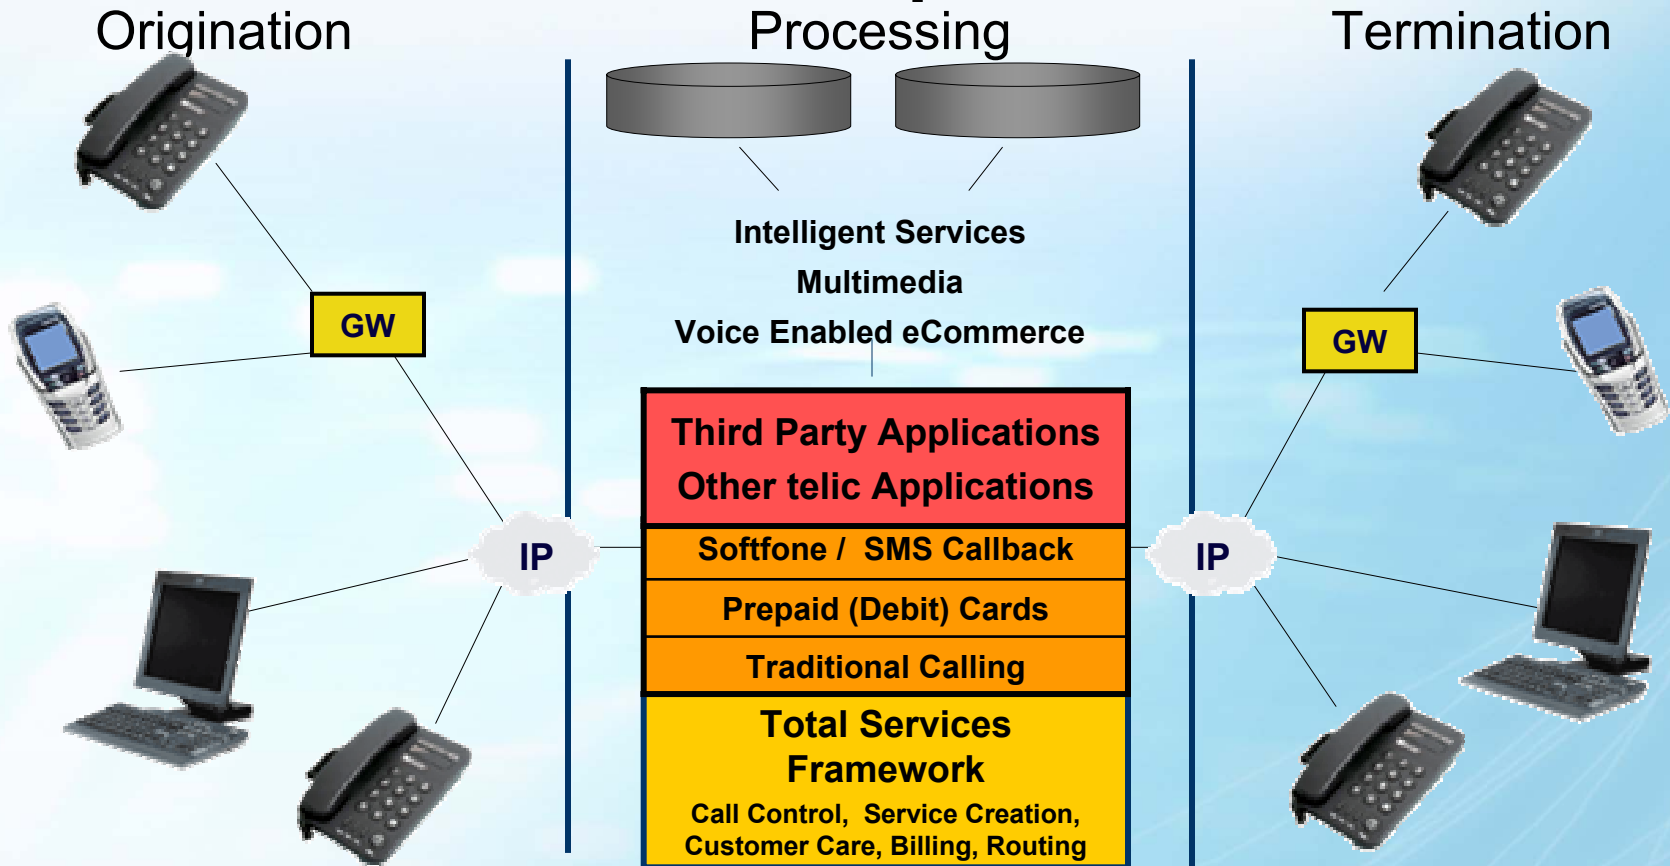 Origination
Processing
Termination
Intelligent Services
Multimedia
Voice Enabled eCommerce
GW
GW
Third Party Applications
Other telic Applications
IP
Softfone /  SMS Callback
IP
Prepaid (Debit) Cards
Traditional Calling
Total Services
Framework
Call Control,  Service Creation,
Customer Care, Billing, Routing